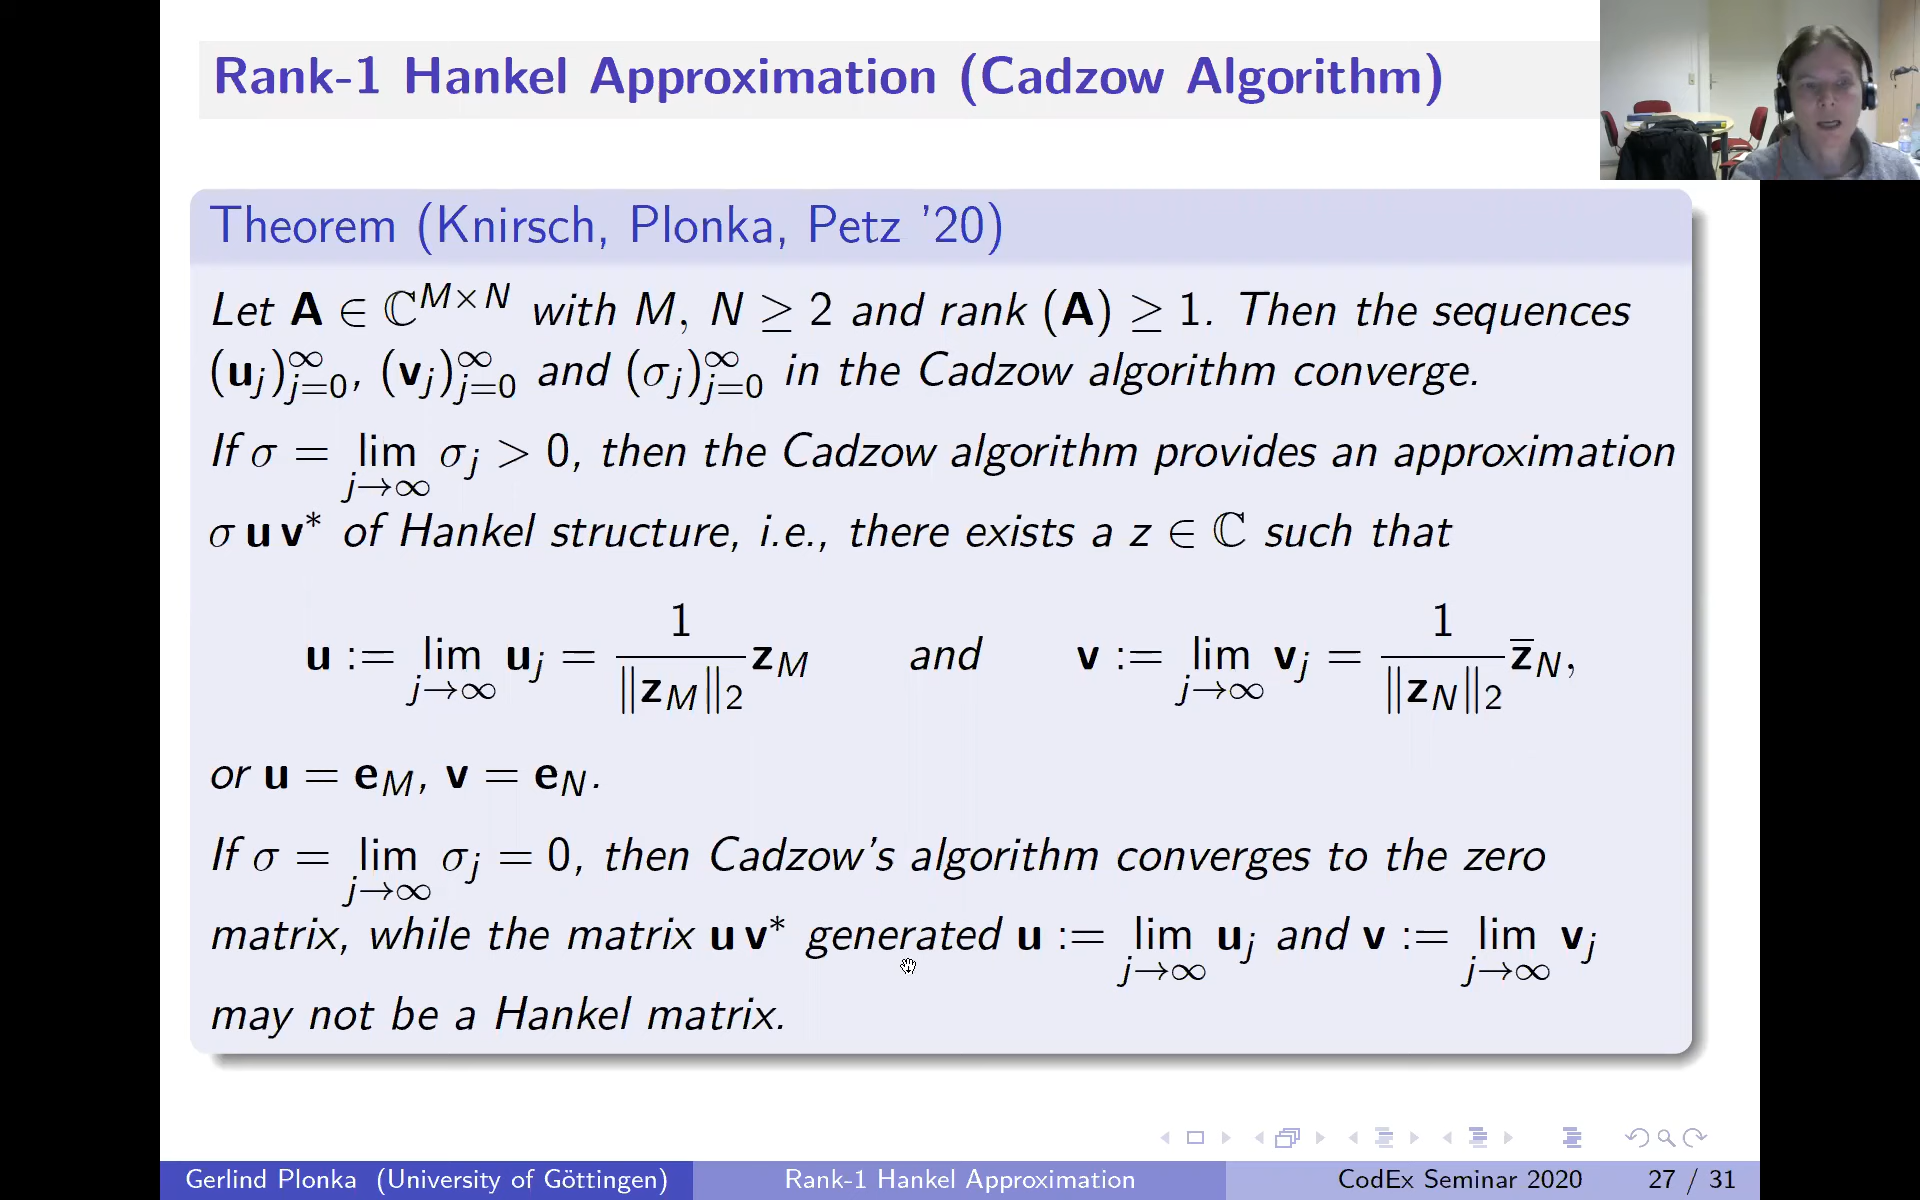 Rank-1 Hankel Approximation (Cadzow Algorithm)
Theorem (Knirsch, Plonka, Petz '20)
Let A ∈ ℂ^{M×N} with M, N ≥ 2 and rank (A) ≥ 1. Then the sequences
(u_j)_{j=0}^∞, (v_j)_{j=0}^∞ and (σ_j)_{j=0}^∞ in the Cadzow algorithm converge.
If σ = lim_{j→∞} σ_j > 0, then the Cadzow algorithm provides an approximation
σ u v* of Hankel structure, i.e., there exists a z ∈ ℂ such that
u := lim_{j→∞} u_j = 1/‖z_M‖_2 z_M and v := lim_{j→∞} v_j = 1/‖z_N‖_2 z̅_N,
or u = e_M, v = e_N.
If σ = lim_{j→∞} σ_j = 0, then Cadzow's algorithm converges to the zero
matrix, while the matrix u v* generated u := lim_{j→∞} u_j and v := lim_{j→∞} v_j
may not be a Hankel matrix.
Gerlind Plonka (University of Göttingen) Rank-1 Hankel Approximation CodEx Seminar 2020 27 / 31